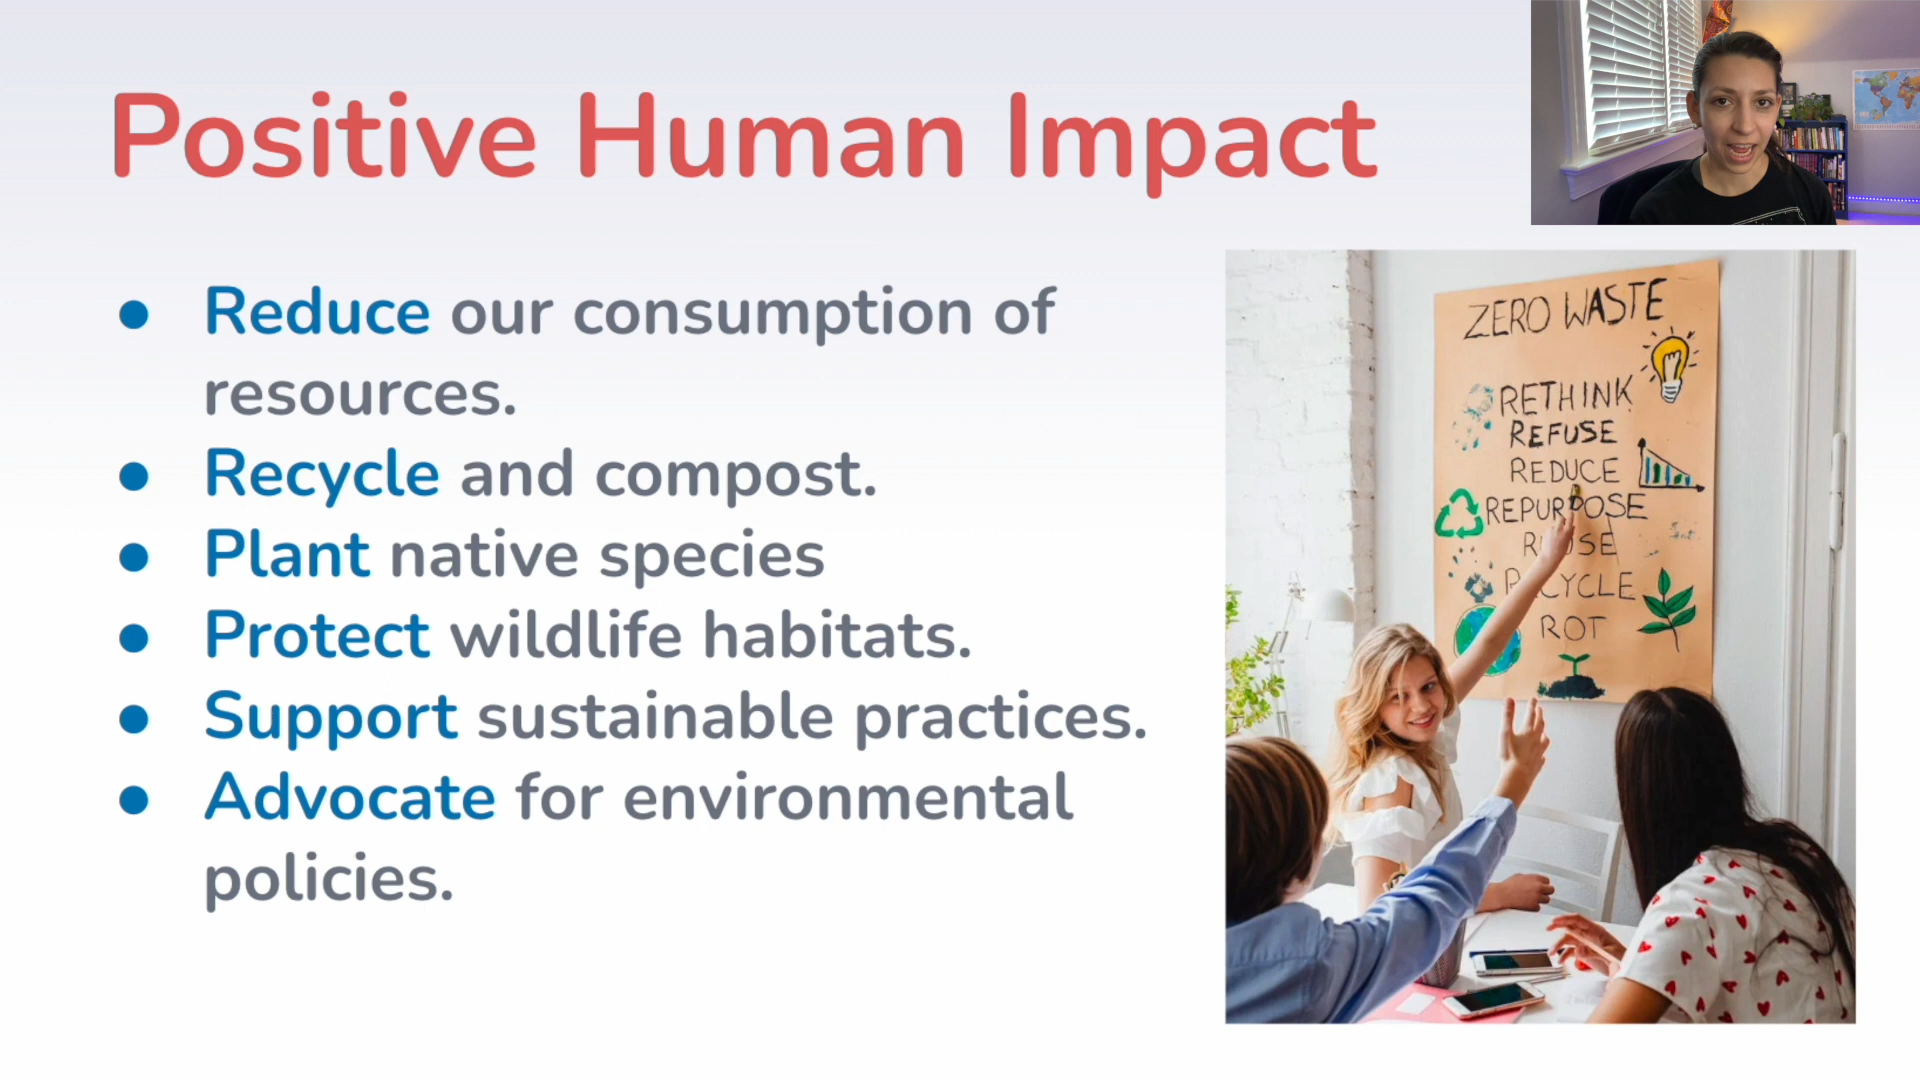 Positive Human Impact
Reduce our consumption of
resources.
Recycle and compost.
Plant native species
Protect wildlife habitats.
Support sustainable practices.
Advocate for environmental
policies.
ZERO WASTE
RETHINK
REFUSE
REDUCE
REPURPOSE
ROT